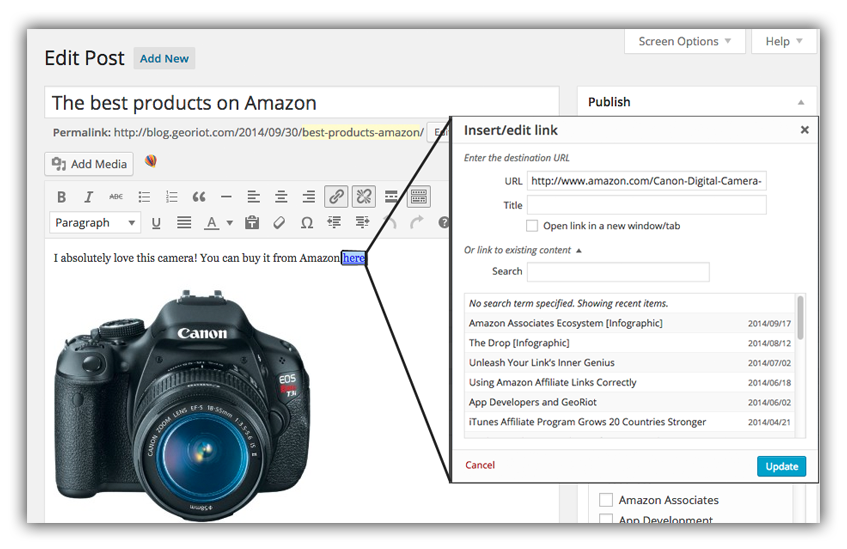 Screen Options Help
Edit Post Add New
The best products on Amazon
Publish
Permalink: http://blog.georiot.com/2014/09/30/best-products-amazon/
Add Media
B I ABC
Paragraph U A Ω
I absolutely love this camera! You can buy it from Amazon here
Canon
EOS
T3i
CANON ZOOM LENS EF-S 18-55mm 1:3.5-5.6 IS II
58mm
Insert/edit link
Enter the destination URL
URL http://www.amazon.com/Canon-Digital-Camera-
Title
Open link in a new window/tab
Or link to existing content
Search
No search term specified. Showing recent items.
Amazon Associates Ecosystem [Infographic] 2014/09/17
The Drop [Infographic] 2014/08/12
Unleash Your Link's Inner Genius 2014/07/02
Using Amazon Affiliate Links Correctly 2014/06/18
App Developers and GeoRiot 2014/06/02
iTunes Affiliate Program Grows 20 Countries Stronger 2014/04/21
Cancel Update
Amazon Associates
App Development